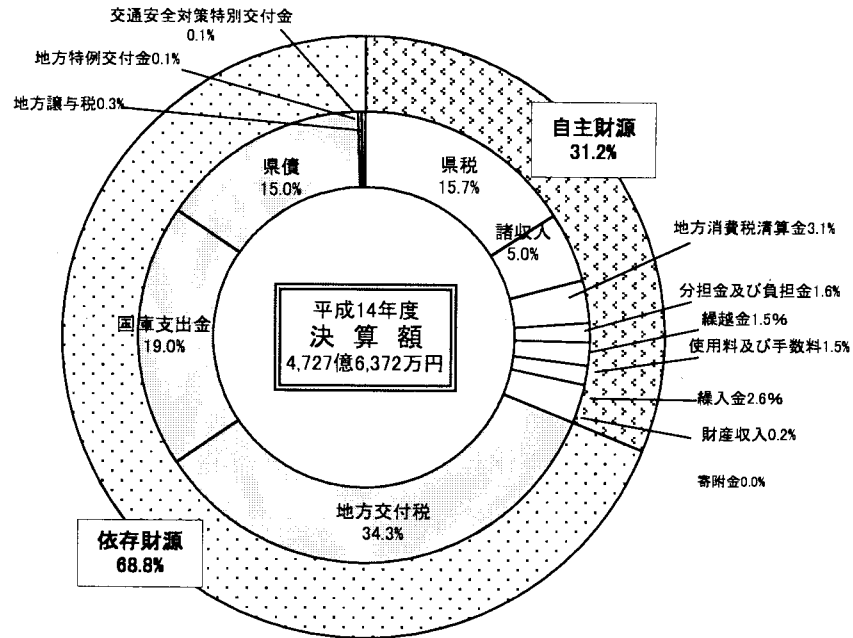 交通安全対策特別交付金
0.1%
地方特例交付金0.1%
地方譲与税0.3%
自主財源
31.2%
県債
15.0%
県税
15.7%
諸収入
5.0%
地方消費税清算金3.1%
分担金及び負担金1.6%
繰越金1.5%
使用料及び手数料1.5%
繰入金2.6%
財産収入0.2%
寄附金0.0%
国庫支出金
19.0%
平成14年度
決算額
4,727億6,372万円
地方交付税
34.3%
依存財源
68.8%